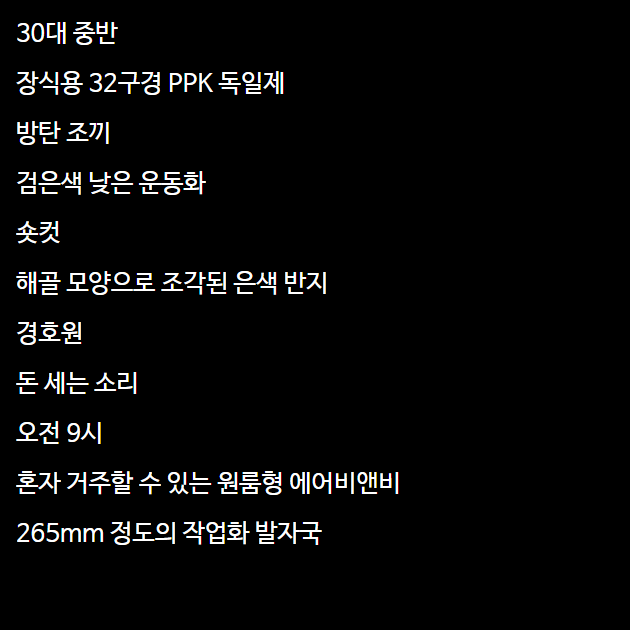 30대 중반
장식용 32구경 PPK 독일제
방탄 조끼
검은색 낮은 운동화
숏컷
해골 모양으로 조각된 은색 반지
경호원
돈 세는 소리
오전 9시
혼자 거주할 수 있는 원룸형 에어비앤비
265mm 정도의 작업화 발자국